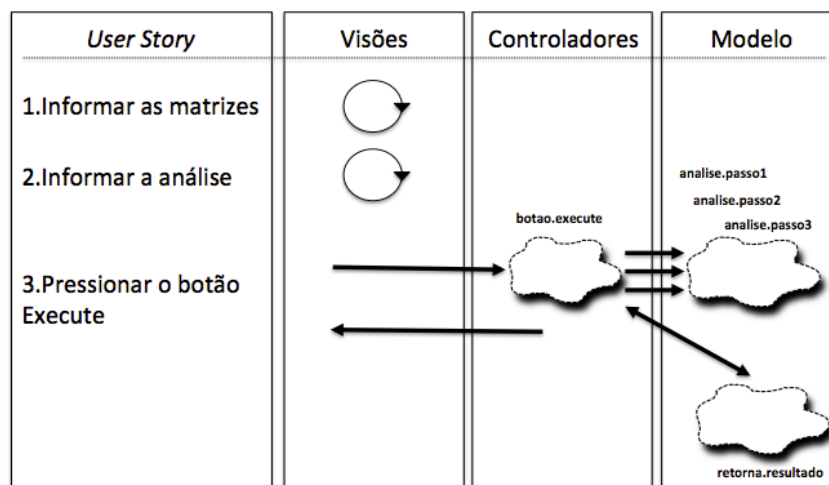 User Story
Visões
Controladores
Modelo
1.Informar as matrizes
2.Informar a análise
3.Pressionar o botão
Execute
botao.execute
analise.passo1
analise.passo2
analise.passo3
retorna.resultado